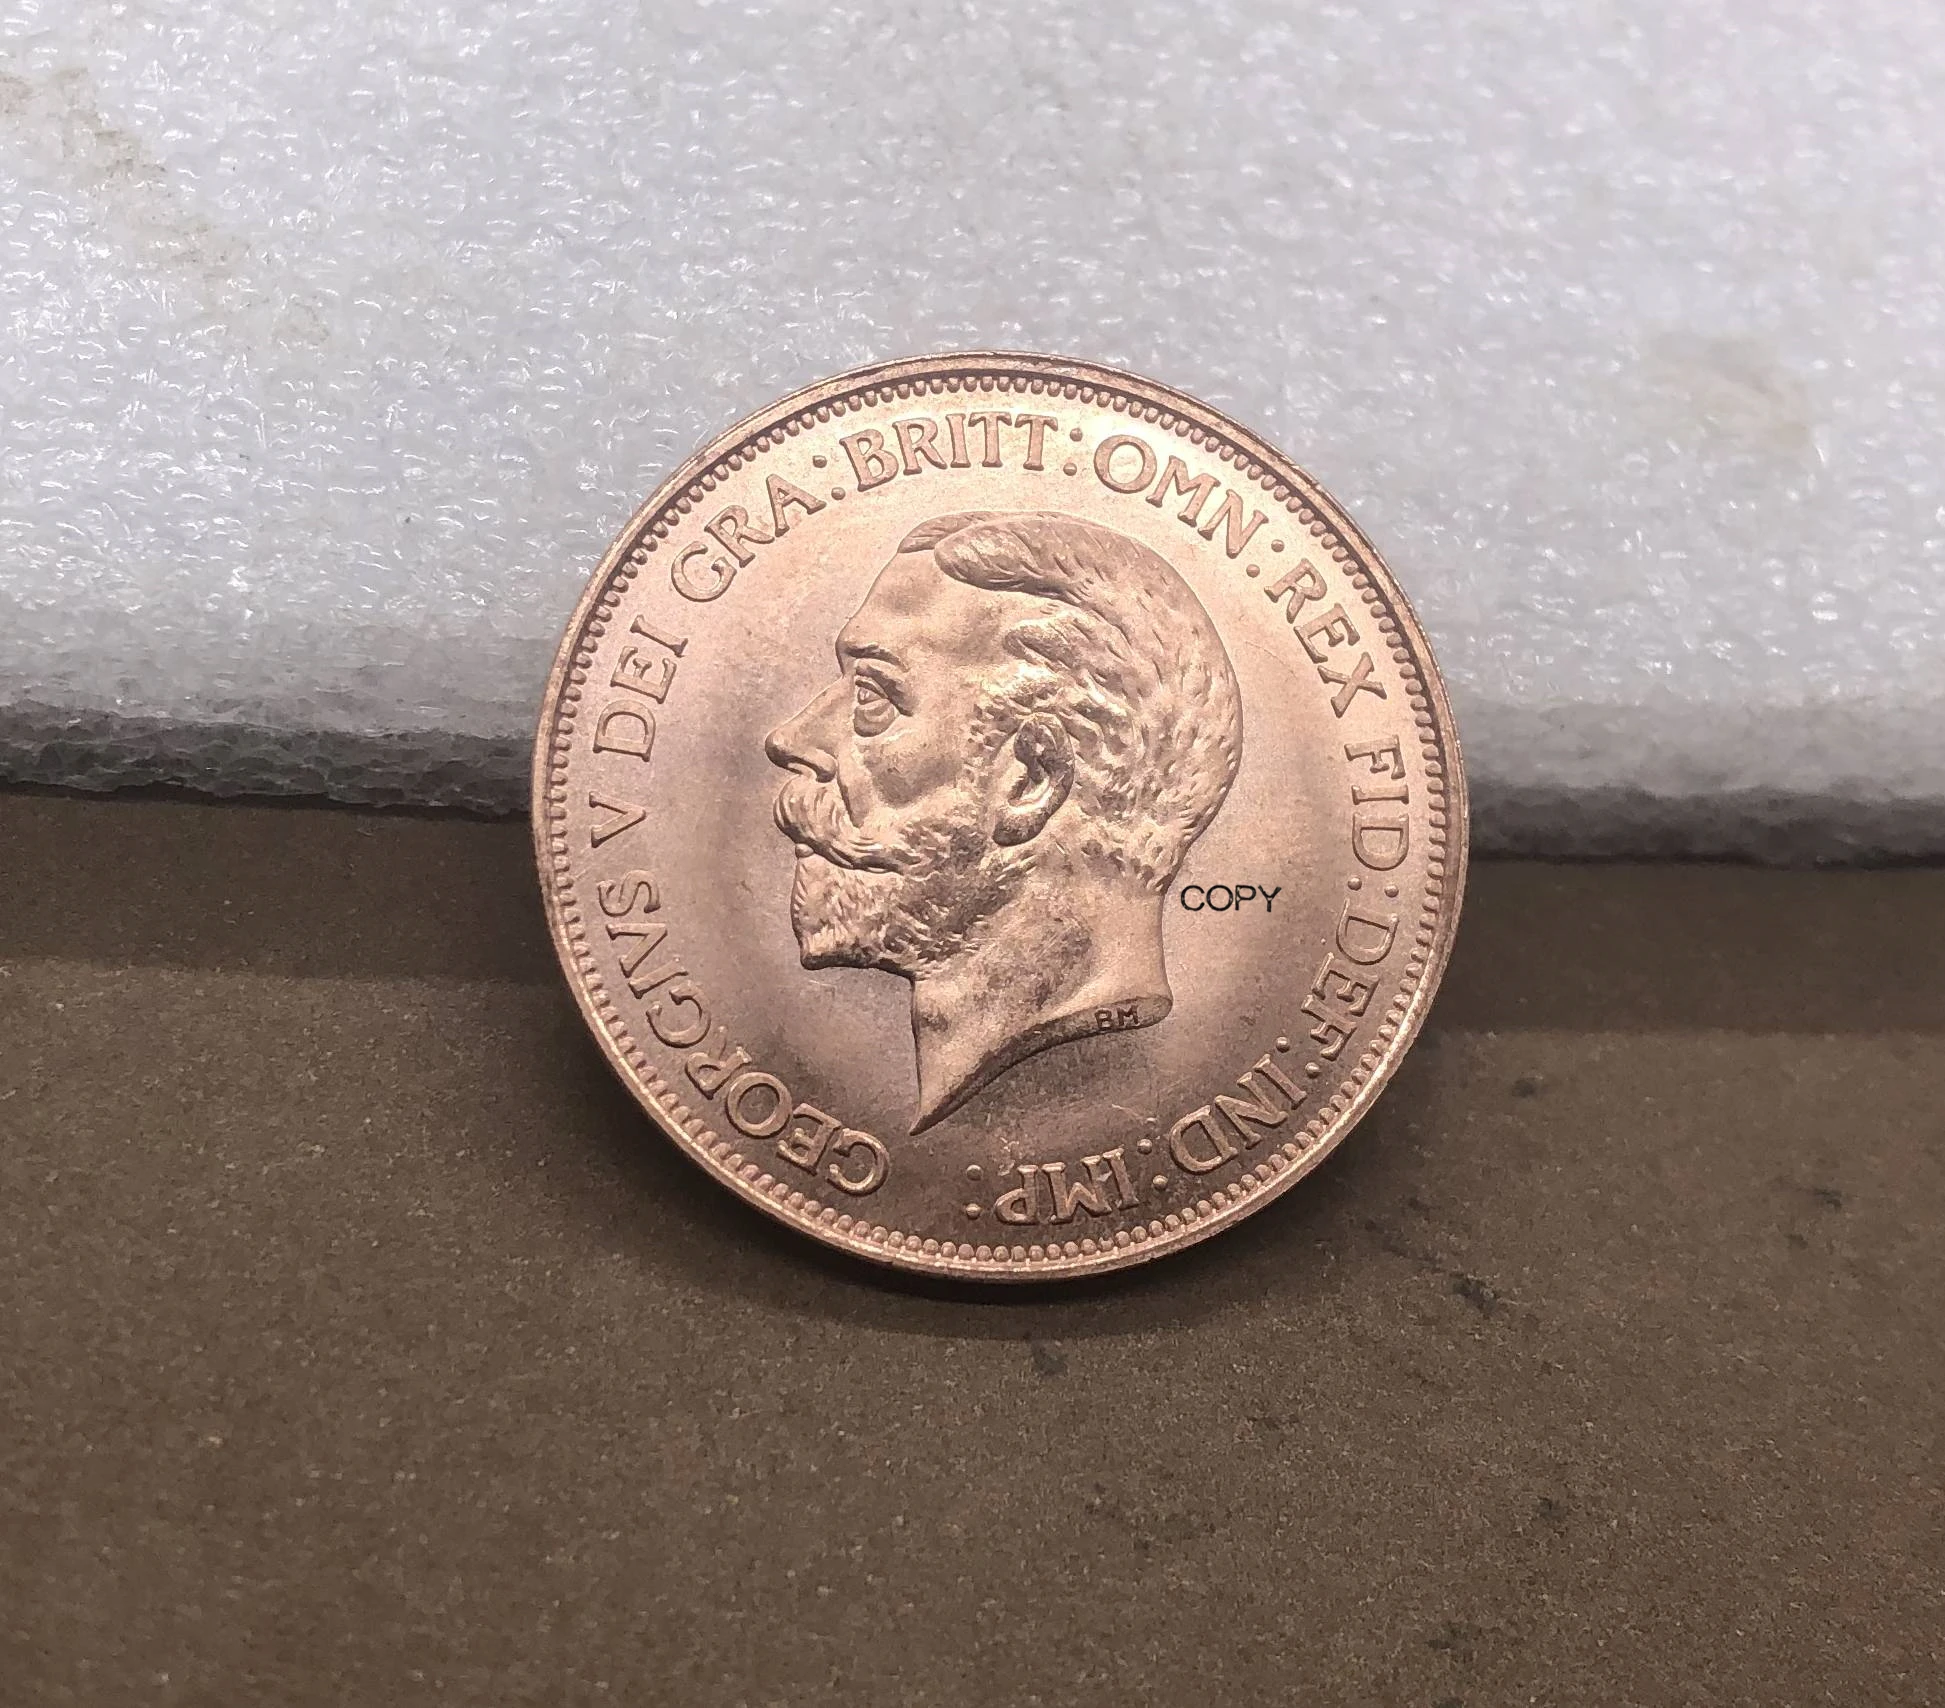 GEORGIVS V DEI GRA: BRITT: OMN: REX FID: DEF: IND: IMP:
COPY
BM